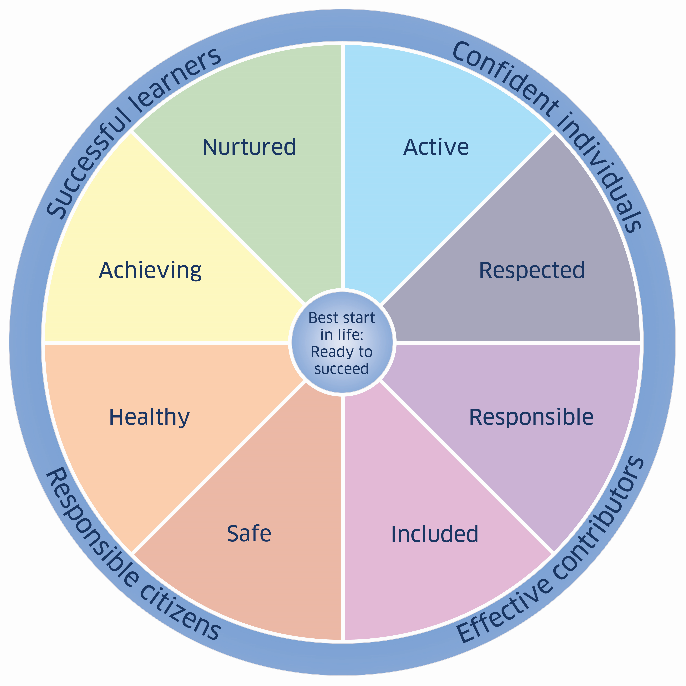 Successful learners
Confident individuals
Nurtured
Active
Achieving
Respected
Best start
in life:
Ready to
succeed
Healthy
Responsible
Safe
Included
Responsible citizens
Effective contributors